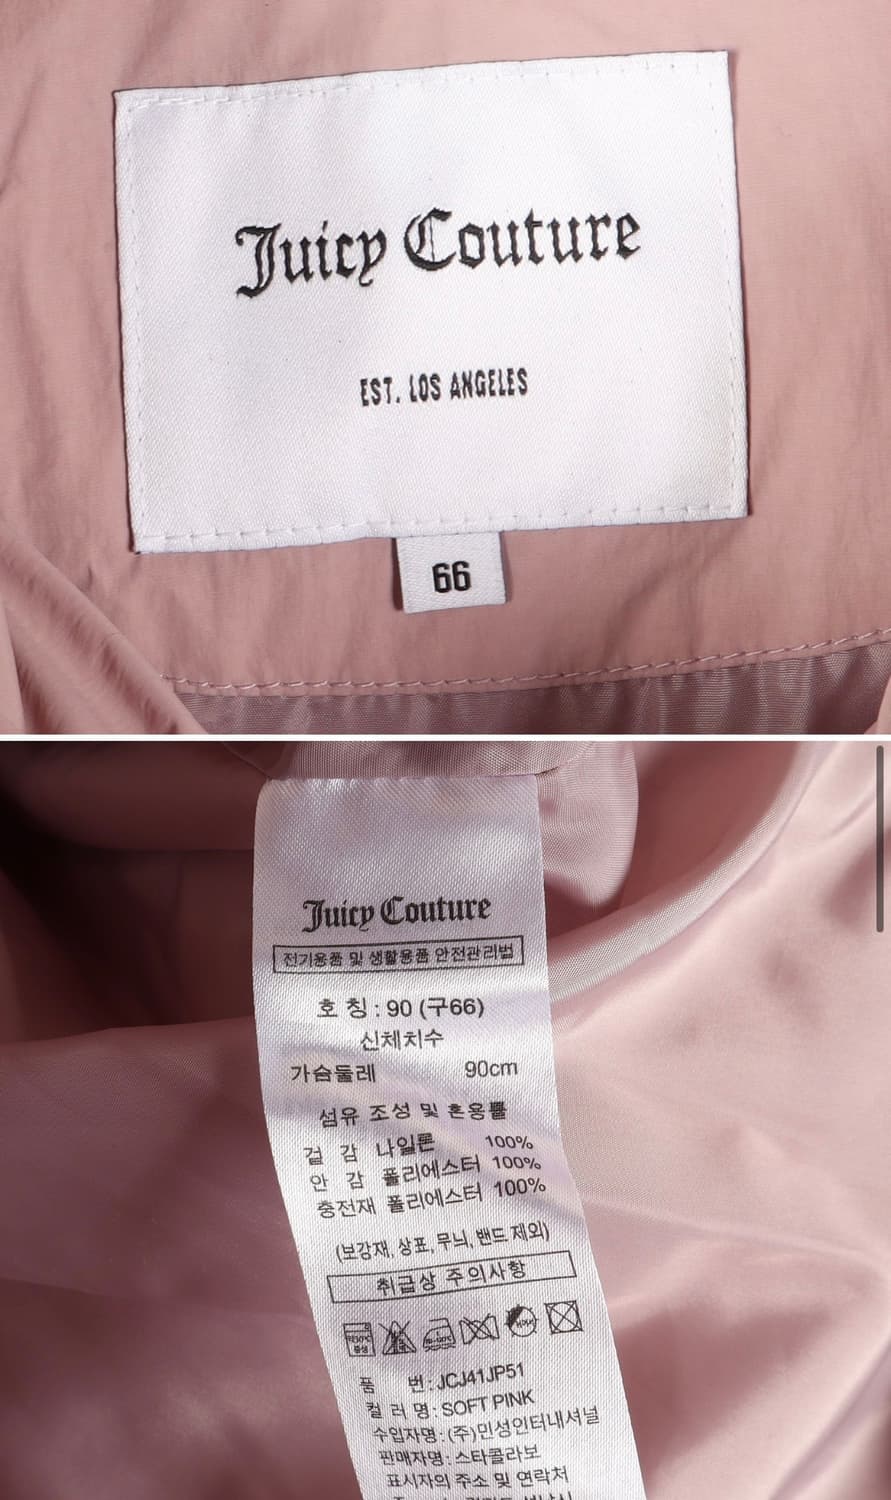 Juicy Couture
EST. LOS ANGELES
66
Juicy Couture
전기용품 및 생활용품 안전관리법
호 칭 : 90 (구66)
신체치수
가슴둘레 90cm
섬유 조성 및 혼용률
겉 감 나일론 100%
안 감 폴리에스터 100%
충전재 폴리에스터 100%
(보강재, 상표, 무늬, 밴드 제외)
취급상 주의사항
품 번 : JCJ41JP51
컬 러 명 : SOFT PINK
수입자명 : (주)민성인터내셔널
판매자명 : 스타콜라보
표시자의 주소 및 연락처